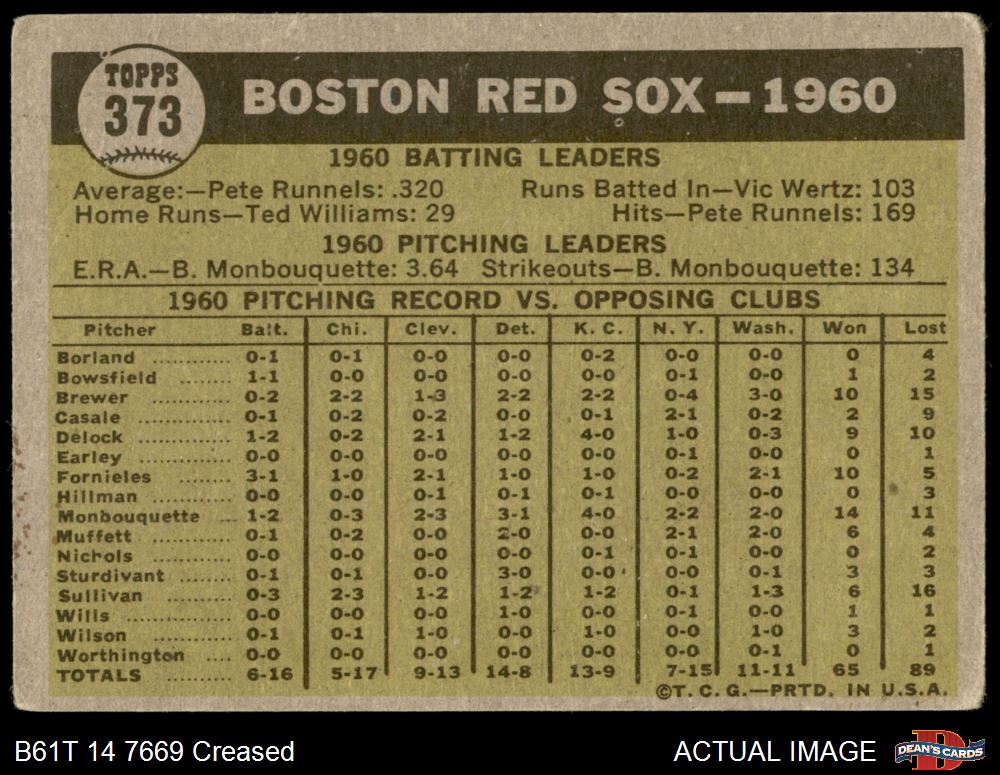 TOPPS
373
BOSTON RED SOX — 1960
1960 BATTING LEADERS
Average:—Pete Runnels: .320 Runs Batted In—Vic Wertz: 103
Home Runs—Ted Williams: 29 Hits—Pete Runnels: 169
1960 PITCHING LEADERS
E.R.A.—B. Monbouquette: 3.64 Strikeouts—B. Monbouquette: 134
1960 PITCHING RECORD VS. OPPOSING CLUBS
Pitcher Balt. Chi. Clev. Det. K. C. N. Y. Wash. Won Lost
Borland ........... 0-1 0-1 0-0 0-0 0-2 0-0 0-0 0 4
Bowsfield ....... 1-1 0-0 0-0 0-0 0-0 0-1 0-0 1 2
Brewer ........... 0-2 2-2 1-3 2-2 2-2 0-4 3-0 10 15
Casale ............. 0-1 0-2 0-2 0-0 0-1 2-1 0-2 2 9
Delock ............ 1-2 0-2 2-1 1-2 4-0 1-0 0-3 9 10
Earley ............. 0-0 0-0 0-0 0-0 0-0 0-1 0-0 0 1
Fornieles ........ 3-1 1-0 2-1 1-0 1-0 0-2 2-1 10 5
Hillman .......... 0-0 0-0 0-1 0-1 0-1 0-0 0-0 0 3
Monbouquette ... 1-2 0-3 2-3 3-1 4-0 2-2 2-0 14 11
Muffett ........... 0-1 0-2 0-0 2-0 0-0 2-1 2-0 6 4
Nichols ........... 0-0 0-0 0-0 0-0 0-1 0-1 0-0 0 2
Sturdivant ....... 0-1 0-1 0-0 3-0 0-0 0-0 0-1 3 3
Sullivan .......... 0-3 2-3 1-2 1-2 1-2 0-1 1-3 6 16
Wills ............... 0-0 0-0 0-0 1-0 0-0 0-1 0-0 1 1
Wilson ............ 0-1 0-1 1-0 0-0 1-0 0-0 1-0 3 2
Worthington .... 0-0 0-0 0-0 0-0 0-0 0-0 0-1 0 1
TOTALS .......... 6-16 5-17 9-13 14-8 13-9 7-15 11-11 65 89
©T. C. G.—PRTD. IN U.S.A.
B61T 14 7669 Creased ACTUAL IMAGE
D
DEAN'S CARDS